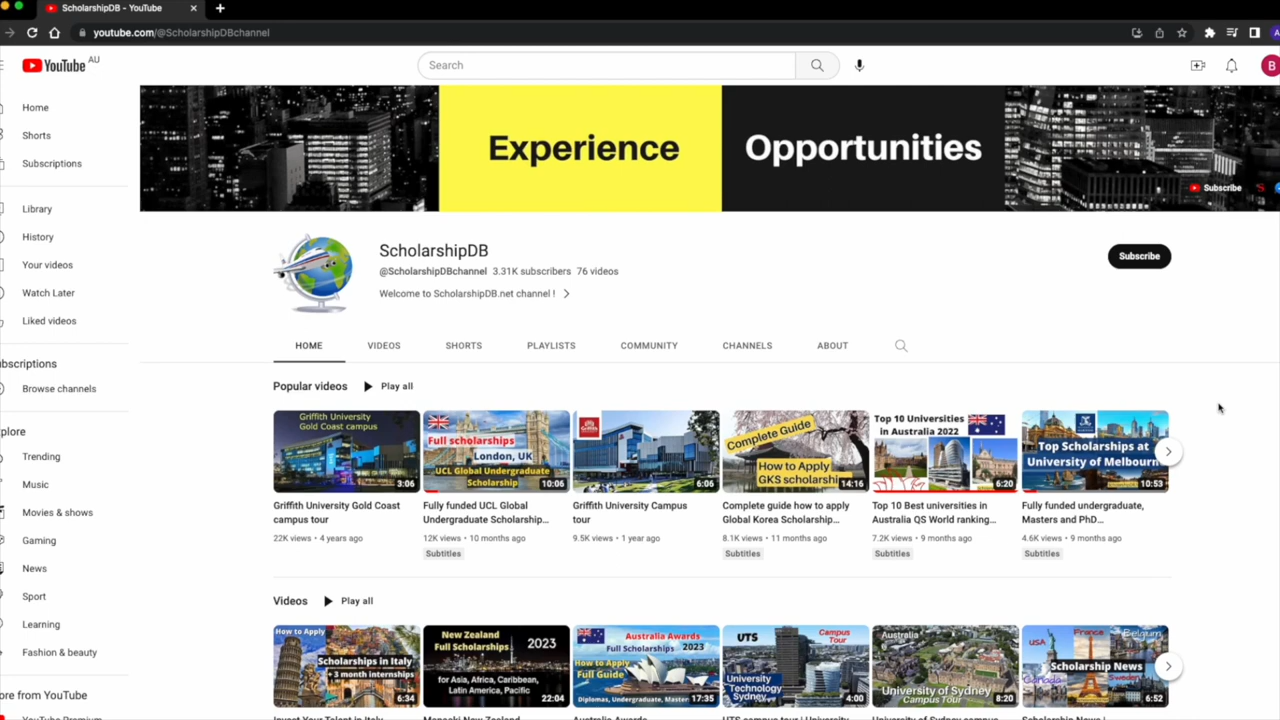 ScholarshipDB - YouTube
youtube.com/@ScholarshipDBchannel
YouTube AU
Search
B
Home
Shorts
Subscriptions
Library
History
Your videos
Watch Later
Liked videos
bscriptions
Browse channels
plore
Trending
Music
Movies & shows
Gaming
News
Sport
Learning
Fashion & beauty
ore from YouTube
Experience Opportunities
Subscribe
ScholarshipDB
@ScholarshipDBchannel 3.31K subscribers 76 videos
Welcome to ScholarshipDB.net channel !
Subscribe
HOME VIDEOS SHORTS PLAYLISTS COMMUNITY CHANNELS ABOUT
Popular videos Play all
Griffith University
Gold Coast campus
3:06
Griffith University Gold Coast
campus tour
22K views • 4 years ago
Full scholarships
London, UK
UCL Global Undergraduate
Scholarship
10:06
Fully funded UCL Global
Undergraduate Scholarship...
12K views • 10 months ago
Subtitles
6:06
Griffith University Campus
tour
9.5K views • 1 year ago
Complete Guide
How to Apply
GKS scholarshi
14:16
Complete guide how to apply
Global Korea Scholarship...
8.1K views • 11 months ago
Subtitles
Top 10 Universities
in Australia 2022
6:20
Top 10 Best universities in
Australia QS World ranking...
7.2K views • 9 months ago
Subtitles
Top Scholarships at
University of Melbourn
10:53
Fully funded undergraduate,
Masters and PhD...
4.6K views • 9 months ago
Subtitles
Videos Play all
How to Apply
Scholarships in Italy
+ 3 month internships
6:34
New Zealand
Full Scholarships
2023
for Asia, Africa, Caribbean,
Latin America, Pacific
22:04
Australia Awards
Full Scholarships 2023
How to Apply
Full Guide
Diplomas, Undergraduate, Master
17:35
UTS
Campus
Tour
University
Technology
Sydney
4:00
Australia
University of Sydney
Campus Tour
8:20
USA
France
Belgium
Scholarship News
Canada
Sweden
6:52